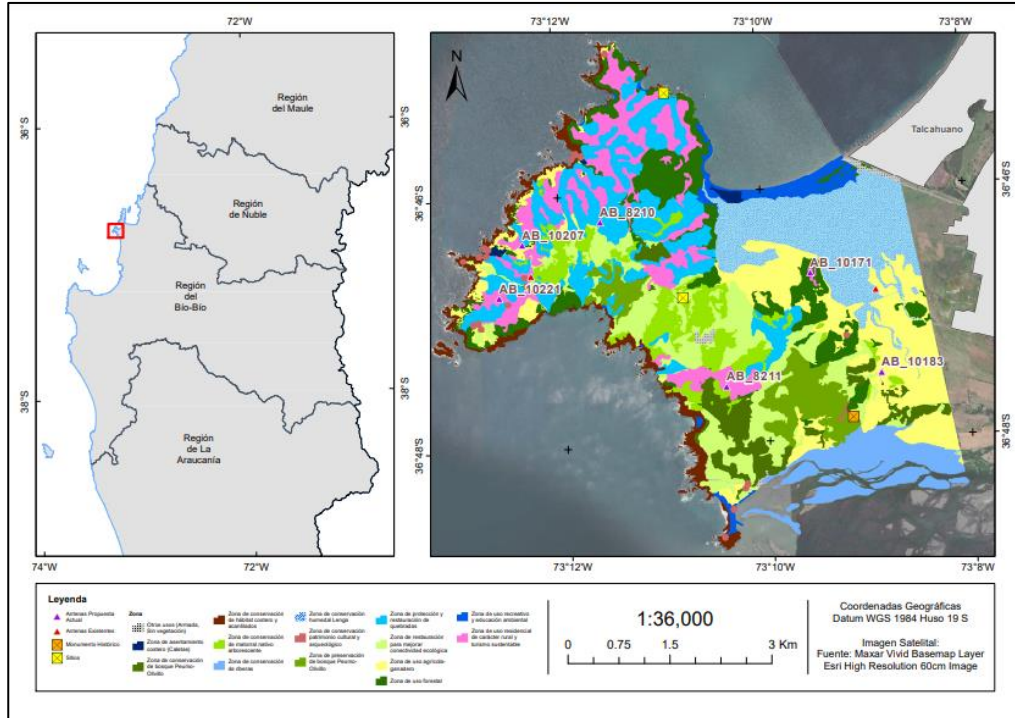 72°W
Región
del Maule
Región
de Ñuble
Región
del
Bío-Bío
Región
de La
Araucanía
36°S
38°S
36°S
38°S
74°W
72°W
73°12'W
73°10'W
73°8'W
N
Talcahuano
AB_8210
AB_10207
AB_10171
AB_10221
AB_10183
AB_8211
36°46'S
36°48'S
36°46'S
36°48'S
73°12'W
73°10'W
73°8'W
Leyenda
Antenas Propuesta
Actual
Antenas Existentes
Monumento Histórico
Sitios
Zona
Otros usos (Armada,
Sin vegetación)
Zona de asentamiento
costero (Caletas)
Zona de conservación
de bosque Peumo-
Olivillo
Zona de conservación
de hábitat costero y
acantilados
Zona de conservación
de matorral nativo
arborescente
Zona de conservación
de riberas
Zona de conservación
humedal Lenga
Zona de conservación
patrimonio cultural y
arqueológico
Zona de preservación
de bosque Peumo-
Olivillo
Zona de protección y
restauración de
quebradas
Zona de restauración
para mejorar
conectividad ecológica
Zona de uso agrícola-
ganadero
Zona de uso forestal
Zona de uso recreativo
y educación ambiental
Zona de uso residencial
de carácter rural y
turismo sustentable
1:36,000
0 0.75 1.5 3 Km
Coordenadas Geográficas
Datum WGS 1984 Huso 19 S
Imagen Satelital:
Fuente: Maxar Vivid Basemap Layer
Esri High Resolution 60cm Image